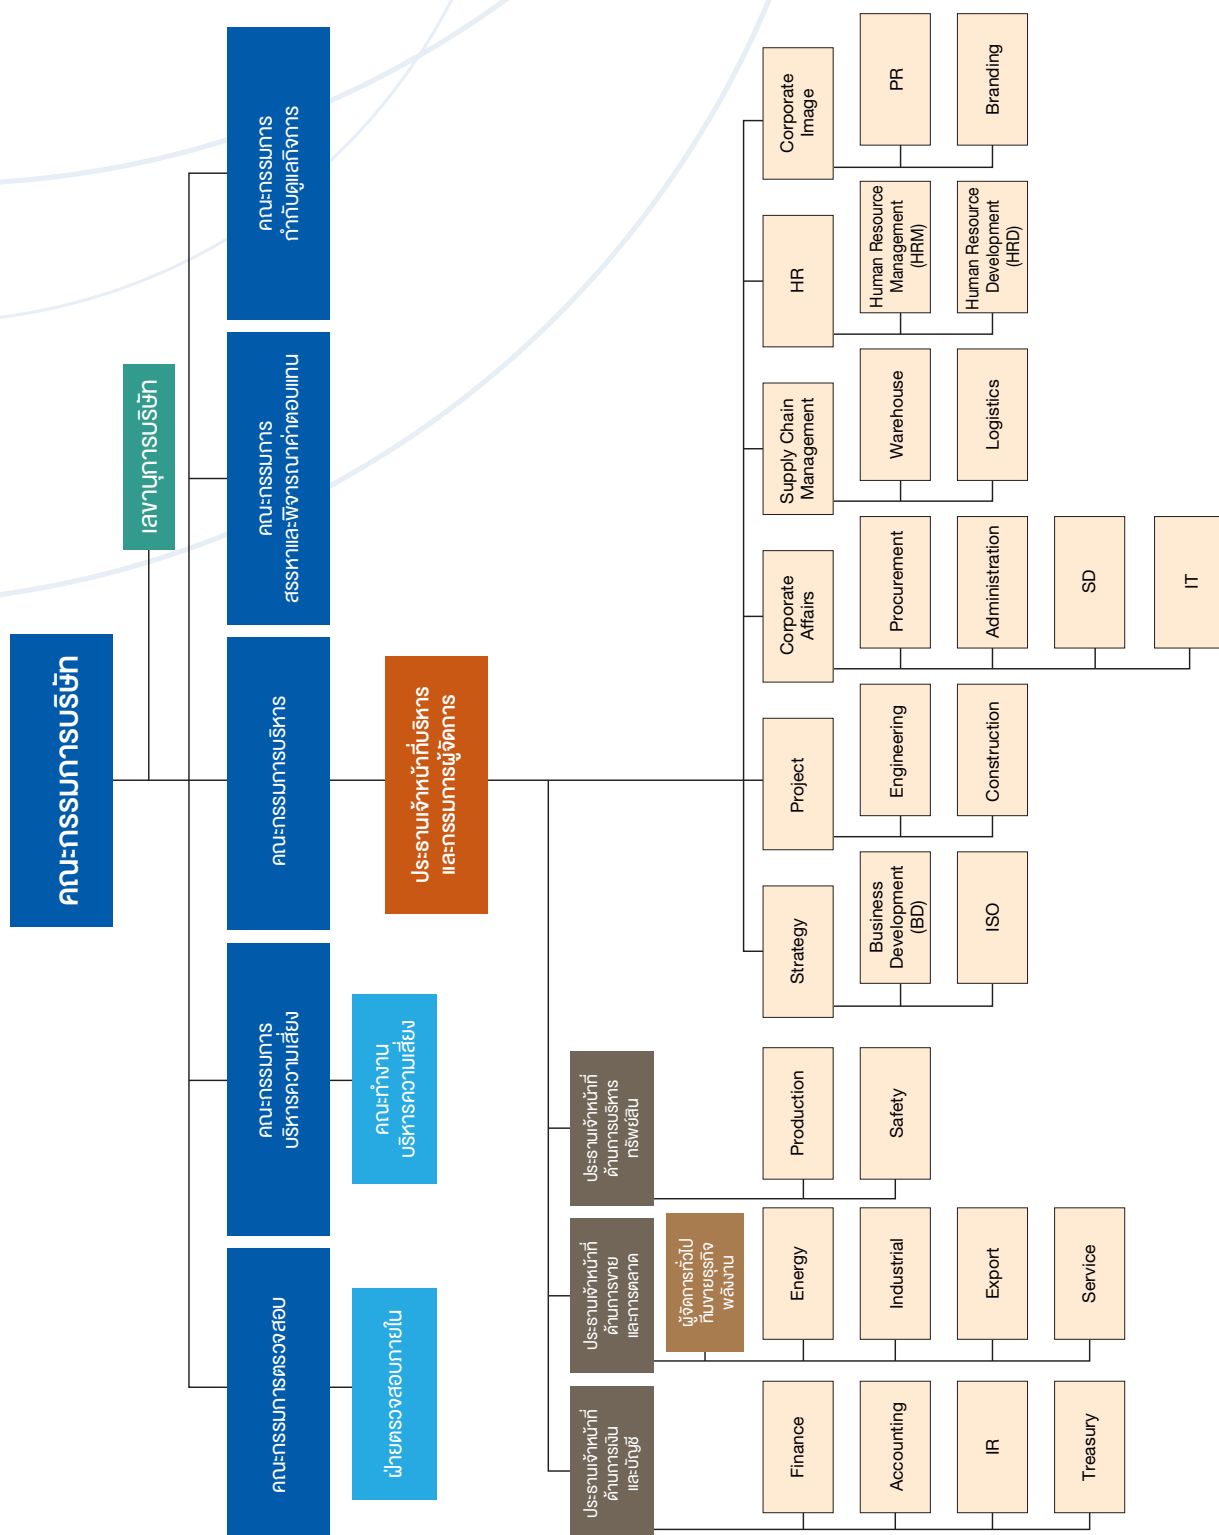 คณะกรรมการบริษัท
เลขานุการบริษัท
คณะกรรมการตรวจสอบ
คณะกรรมการ
บริหารความเสี่ยง
คณะกรรมการบริหาร
คณะกรรมการ
สรรหาและพิจารณาค่าตอบแทน
คณะกรรมการ
กำกับดูแลกิจการ
ฝ่ายตรวจสอบภายใน
คณะทำงาน
บริหารความเสี่ยง
ประธานเจ้าหน้าที่บริหาร
และกรรมการผู้จัดการ
ประธานเจ้าหน้าที่
ด้านการเงิน
และบัญชี
ประธานเจ้าหน้าที่
ด้านการขาย
และการตลาด
ประธานเจ้าหน้าที่
ด้านการบริหาร
ทรัพย์สิน
ผู้จัดการทั่วไป
ทีมขายธุรกิจ
พลังงาน
Finance
Accounting
IR
Treasury
Energy
Industrial
Export
Service
Production
Safety
Strategy
Business
Development
(BD)
ISO
Project
Engineering
Construction
Corporate
Affairs
Procurement
Administration
SD
IT
Supply Chain
Management
Warehouse
Logistics
HR
Human Resource
Management
(HRM)
Human Resource
Development
(HRD)
Corporate
Image
PR
Branding